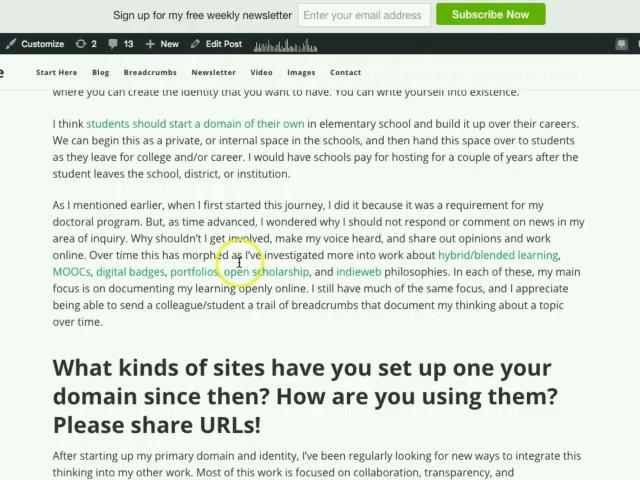 Sign up for my free weekly newsletter Enter your email address Subscribe Now
Customize 2 13 New Edit Post
e Start Here Blog Breadcrumbs Newsletter Video Images Contact
where you can create the identity that you want to have. You can write yourself into existence.
I think students should start a domain of their own in elementary school and build it up over their careers.
We can begin this as a private, or internal space in the schools, and then hand this space over to students
as they leave for college and/or career. I would have schools pay for hosting for a couple of years after the
student leaves the school, district, or institution.
As I mentioned earlier, when I first started this journey, I did it because it was a requirement for my
doctoral program. But, as time advanced, I wondered why I should not respond or comment on news in my
area of inquiry. Why shouldn't I get involved, make my voice heard, and share out opinions and work
online. Over time this has morphed as I've investigated more into work about hybrid/blended learning,
MOOCs, digital badges, portfolios, open scholarship, and indieweb philosophies. In each of these, my main
focus is on documenting my learning openly online. I still have much of the same focus, and I appreciate
being able to send a colleague/student a trail of breadcrumbs that document my thinking about a topic
over time.
What kinds of sites have you set up one your
domain since then? How are you using them?
Please share URLs!
After starting up my primary domain and identity, I've been regularly looking for new ways to integrate this
thinking into my other work. Most of this work is focused on collaboration, transparency, and